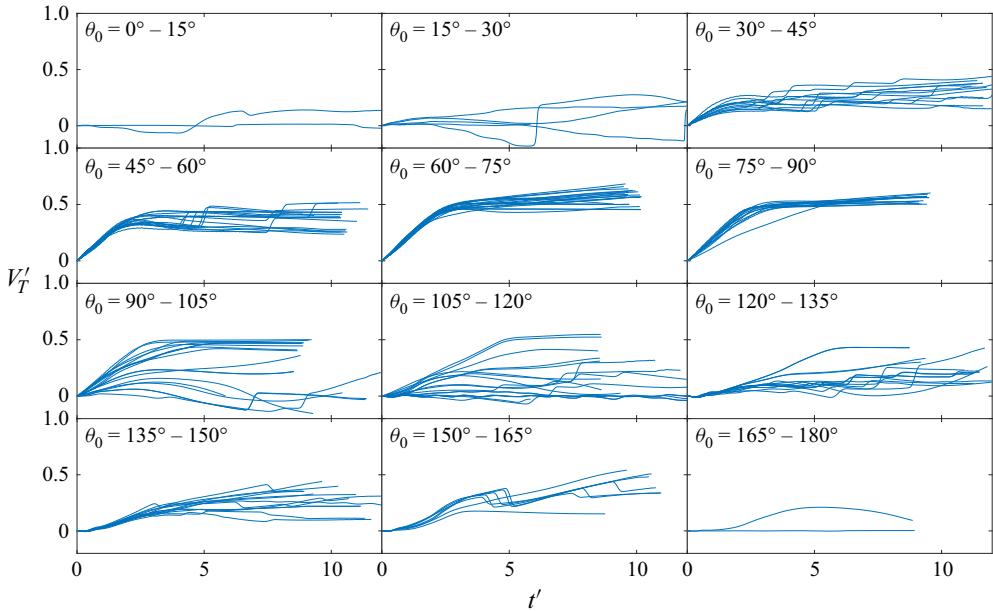 1.0
θ0 = 0° – 15°
θ0 = 15° – 30°
θ0 = 30° – 45°
0.5
0
1.0
θ0 = 45° – 60°
θ0 = 60° – 75°
θ0 = 75° – 90°
0.5
0
V′T
1.0
θ0 = 90° – 105°
θ0 = 105° – 120°
θ0 = 120° – 135°
0.5
0
1.0
θ0 = 135° – 150°
θ0 = 150° – 165°
θ0 = 165° – 180°
0.5
0
0 5 10 0 5 10 0 5 10
t′